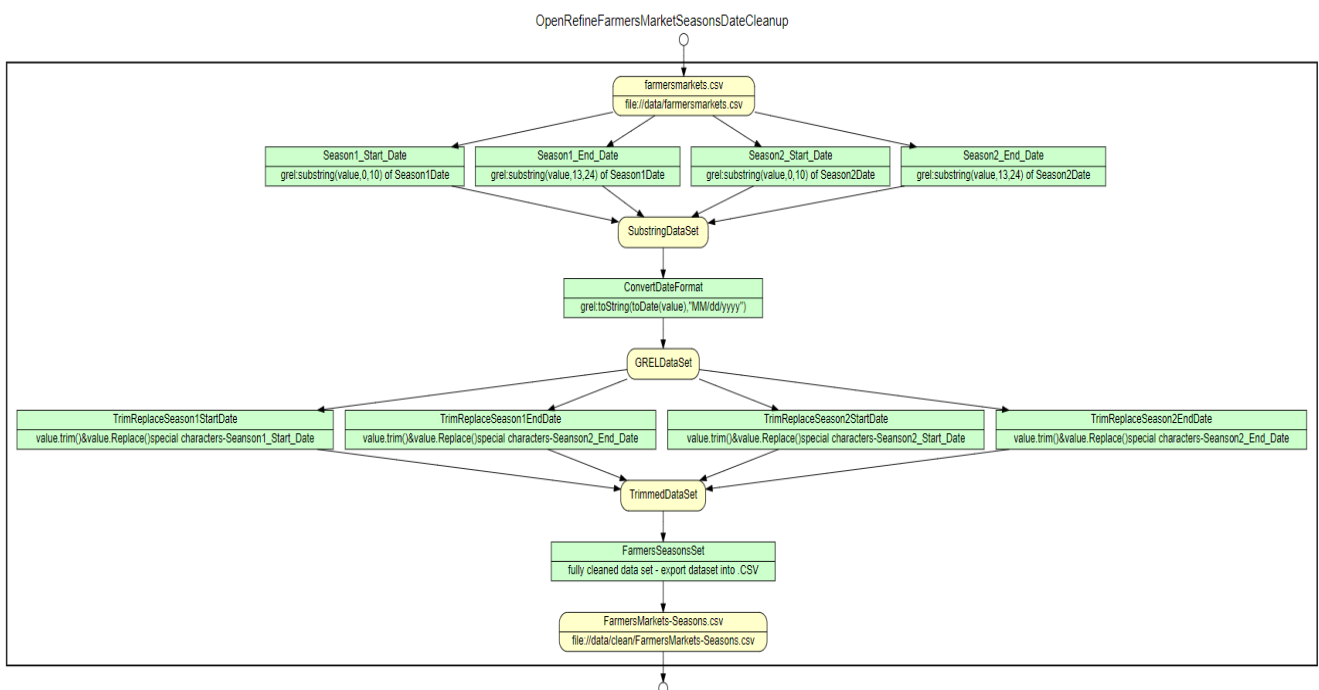 OpenRefineFarmersMarketSeasonsDateCleanup
farmersmarkets.csv
file://data/farmersmarkets.csv
Season1_Start_Date
grel:substring(value,0,10) of Season1Date
Season1_End_Date
grel:substring(value,13,24) of Season1Date
Season2_Start_Date
grel:substring(value,0,10) of Season2Date
Season2_End_Date
grel:substring(value,13,24) of Season2Date
SubstringDataSet
ConvertDateFormat
grel:toString(toDate(value),"MM/dd/yyyy")
GRELDataSet
TrimReplaceSeason1StartDate
value.trim()&value.Replace()special characters-Seanson1_Start_Date
TrimReplaceSeason1EndDate
value.trim()&value.Replace()special characters-Seanson2_End_Date
TrimReplaceSeason2StartDate
value.trim()&value.Replace()special characters-Seanson2_Start_Date
TrimReplaceSeason2EndDate
value.trim()&value.Replace()special characters-Seanson2_End_Date
TrimmedDataSet
FarmersSeasonsSet
fully cleaned data set - export dataset into .CSV
FarmersMarkets-Seasons.csv
file://data/clean/FarmersMarkets-Seasons.csv